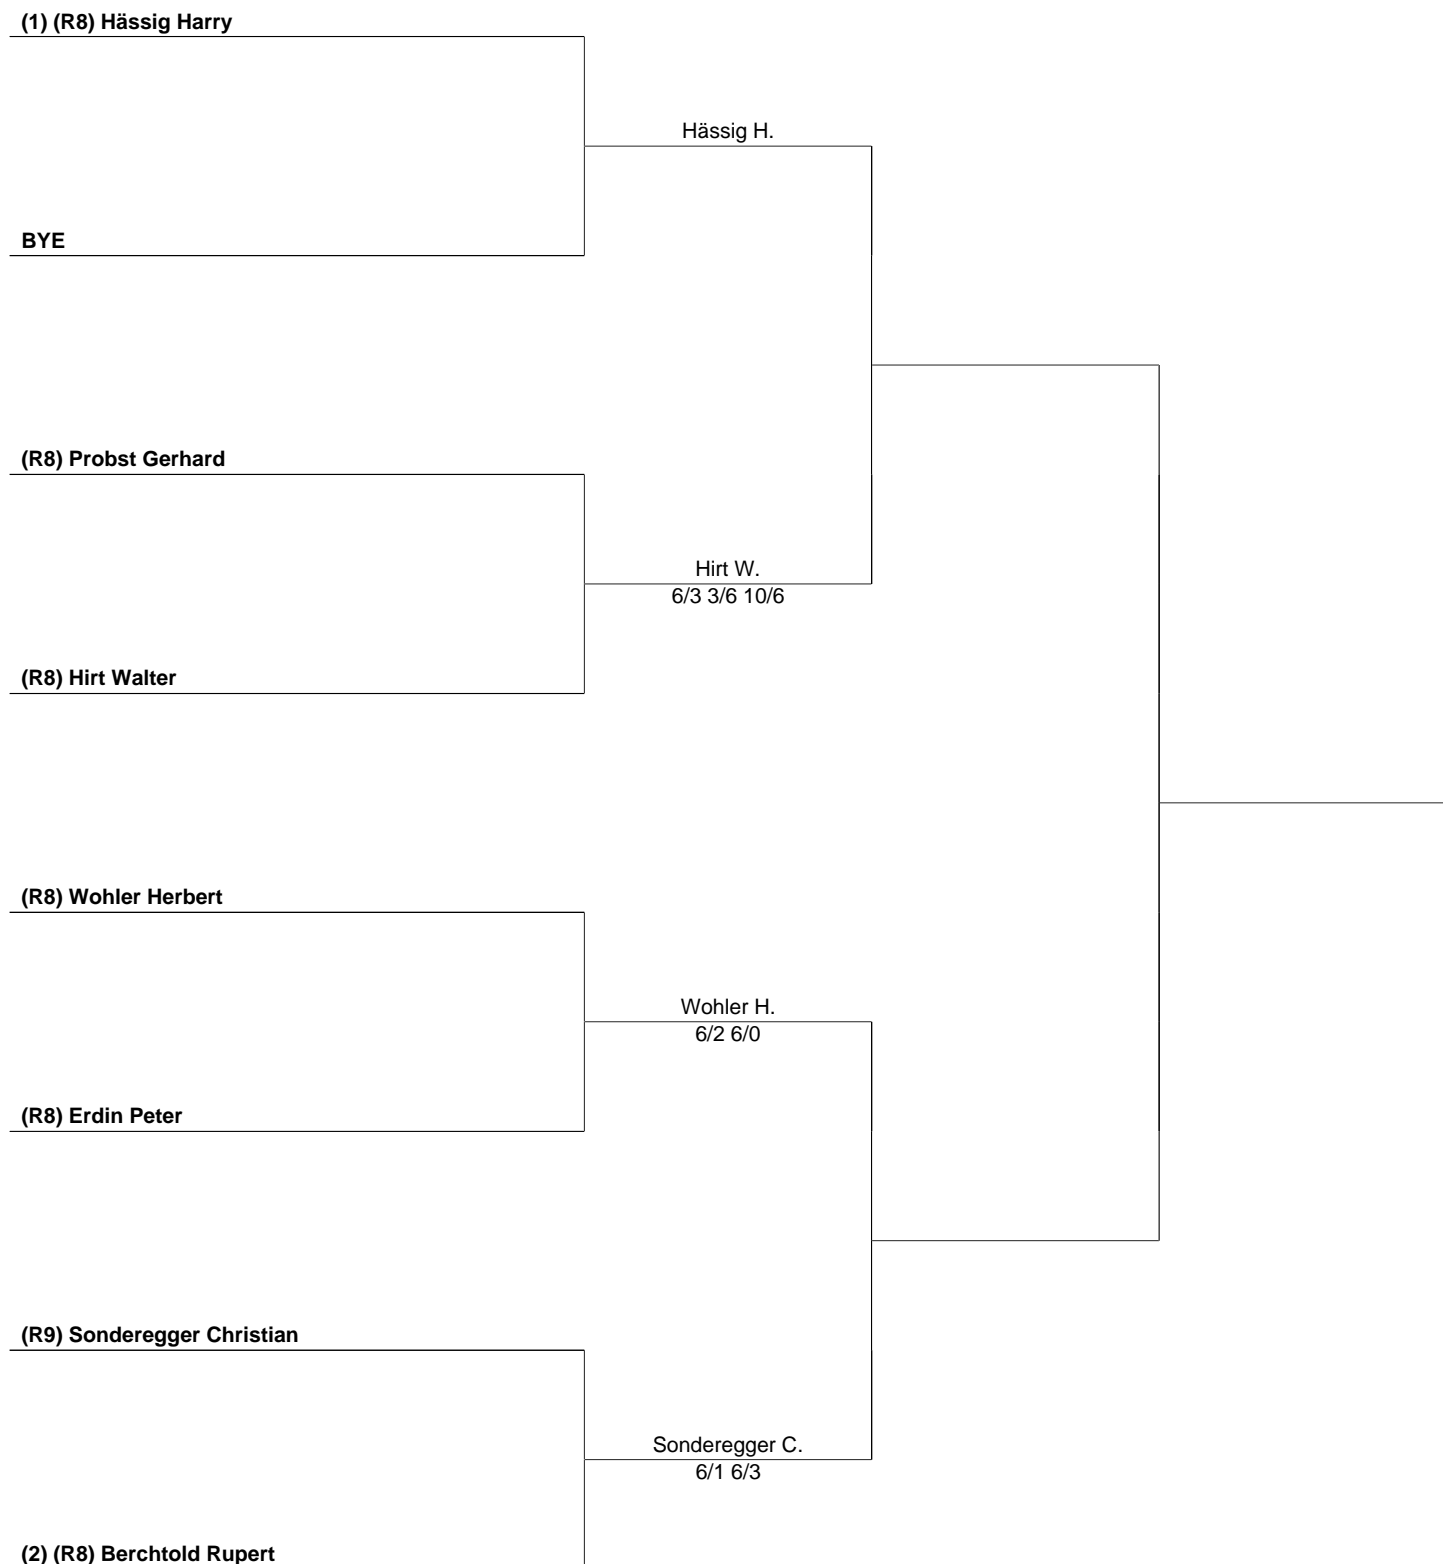 (1) (R8) Hässig Harry
Hässig H.
BYE
(R8) Probst Gerhard
Hirt W.
6/3 3/6 10/6
(R8) Hirt Walter
(R8) Wohler Herbert
Wohler H.
6/2 6/0
(R8) Erdin Peter
(R9) Sonderegger Christian
Sonderegger C.
6/1 6/3
(2) (R8) Berchtold Rupert